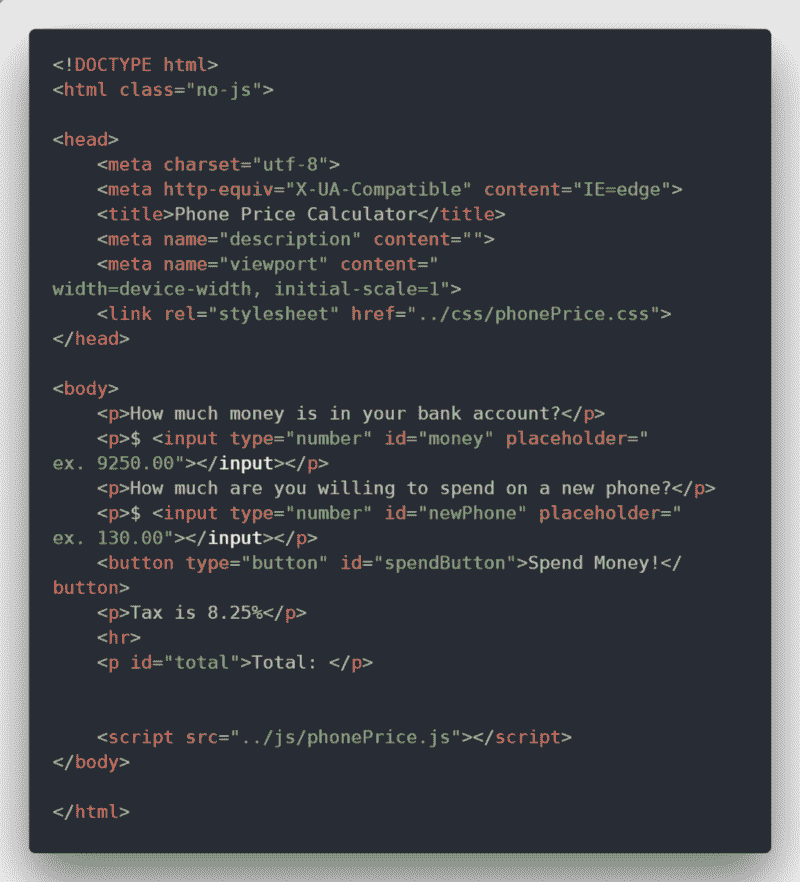 <!DOCTYPE html>
<html class="no-js">
<head>
<meta charset="utf-8">
<meta http-equiv="X-UA-Compatible" content="IE=edge">
<title>Phone Price Calculator</title>
<meta name="description" content="">
<meta name="viewport" content="
width=device-width, initial-scale=1">
<link rel="stylesheet" href="../css/phonePrice.css">
</head>
<body>
<p>How much money is in your bank account?</p>
<p>$ <input type="number" id="money" placeholder="
ex. 9250.00"></input></p>
<p>How much are you willing to spend on a new phone?</p>
<p>$ <input type="number" id="newPhone" placeholder="
ex. 130.00"></input></p>
<button type="button" id="spendButton">Spend Money!</
button>
<p>Tax is 8.25%</p>
<hr>
<p id="total">Total: </p>
<script src="../js/phonePrice.js"></script>
</body>
</html>